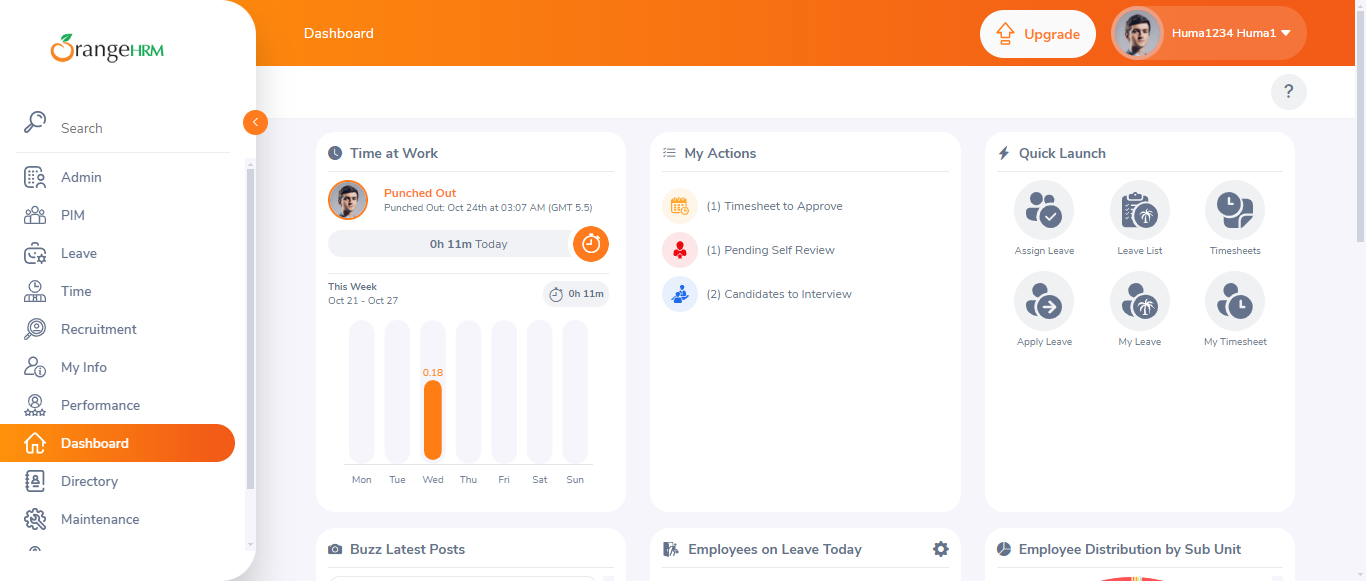 OrangeHRM
Dashboard
Upgrade
Huma1234 Huma1
?
Search
Admin
PIM
Leave
Time
Recruitment
My Info
Performance
Dashboard
Directory
Maintenance
Time at Work
Punched Out
Punched Out: Oct 24th at 03:07 AM (GMT 5.5)
0h 11m Today
This Week
Oct 21 - Oct 27
0h 11m
0.18
Mon Tue Wed Thu Fri Sat Sun
My Actions
(1) Timesheet to Approve
(1) Pending Self Review
(2) Candidates to Interview
Quick Launch
Assign Leave Leave List Timesheets
Apply Leave My Leave My Timesheet
Buzz Latest Posts
Employees on Leave Today
Employee Distribution by Sub Unit